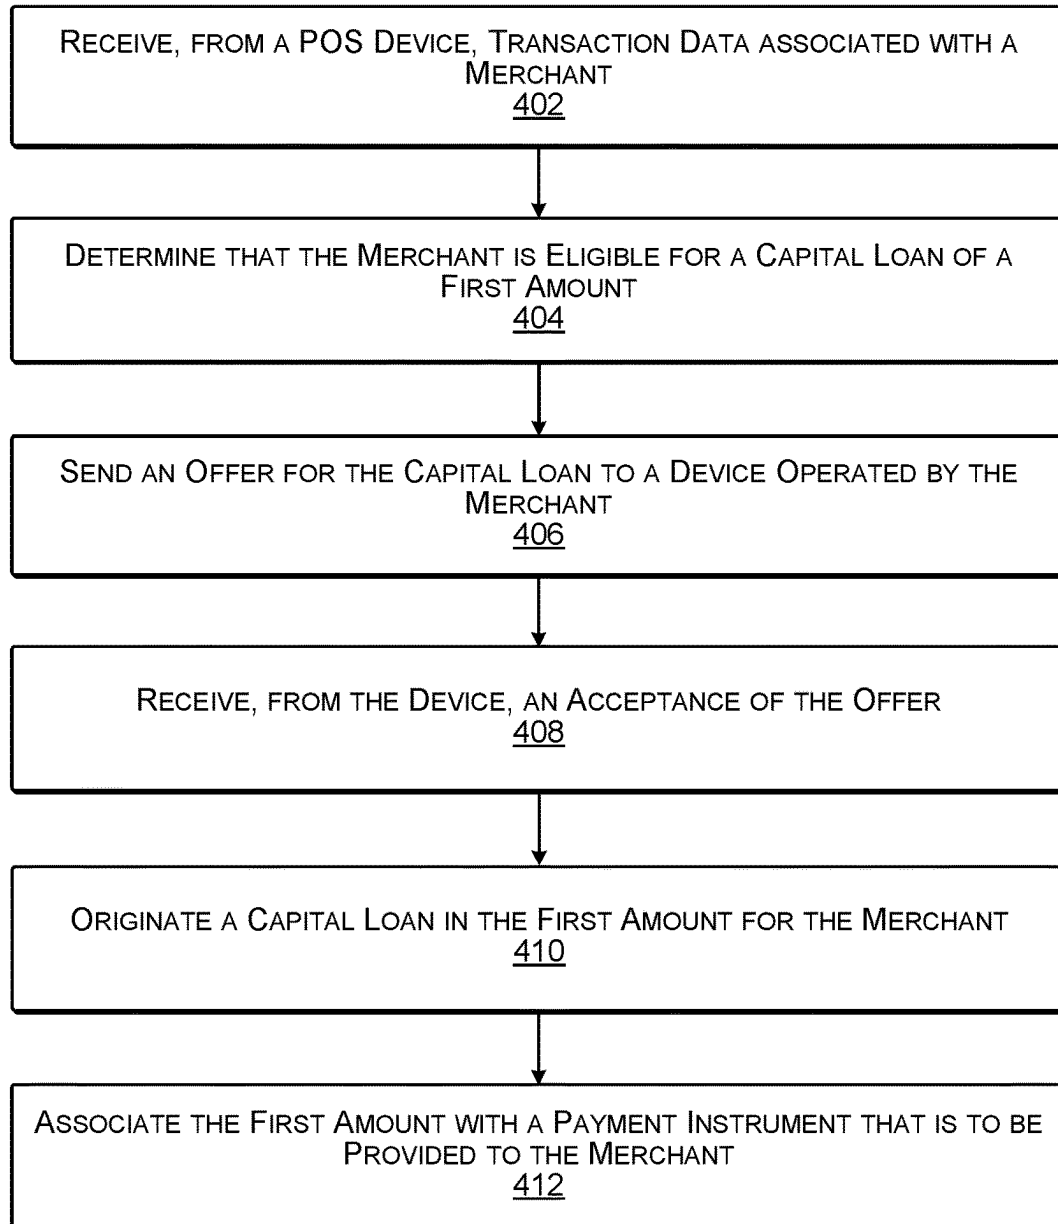 RECEIVE, FROM A POS DEVICE, TRANSACTION DATA ASSOCIATED WITH A
MERCHANT
402
DETERMINE THAT THE MERCHANT IS ELIGIBLE FOR A CAPITAL LOAN OF A
FIRST AMOUNT
404
SEND AN OFFER FOR THE CAPITAL LOAN TO A DEVICE OPERATED BY THE
MERCHANT
406
RECEIVE, FROM THE DEVICE, AN ACCEPTANCE OF THE OFFER
408
ORIGINATE A CAPITAL LOAN IN THE FIRST AMOUNT FOR THE MERCHANT
410
ASSOCIATE THE FIRST AMOUNT WITH A PAYMENT INSTRUMENT THAT IS TO BE
PROVIDED TO THE MERCHANT
412